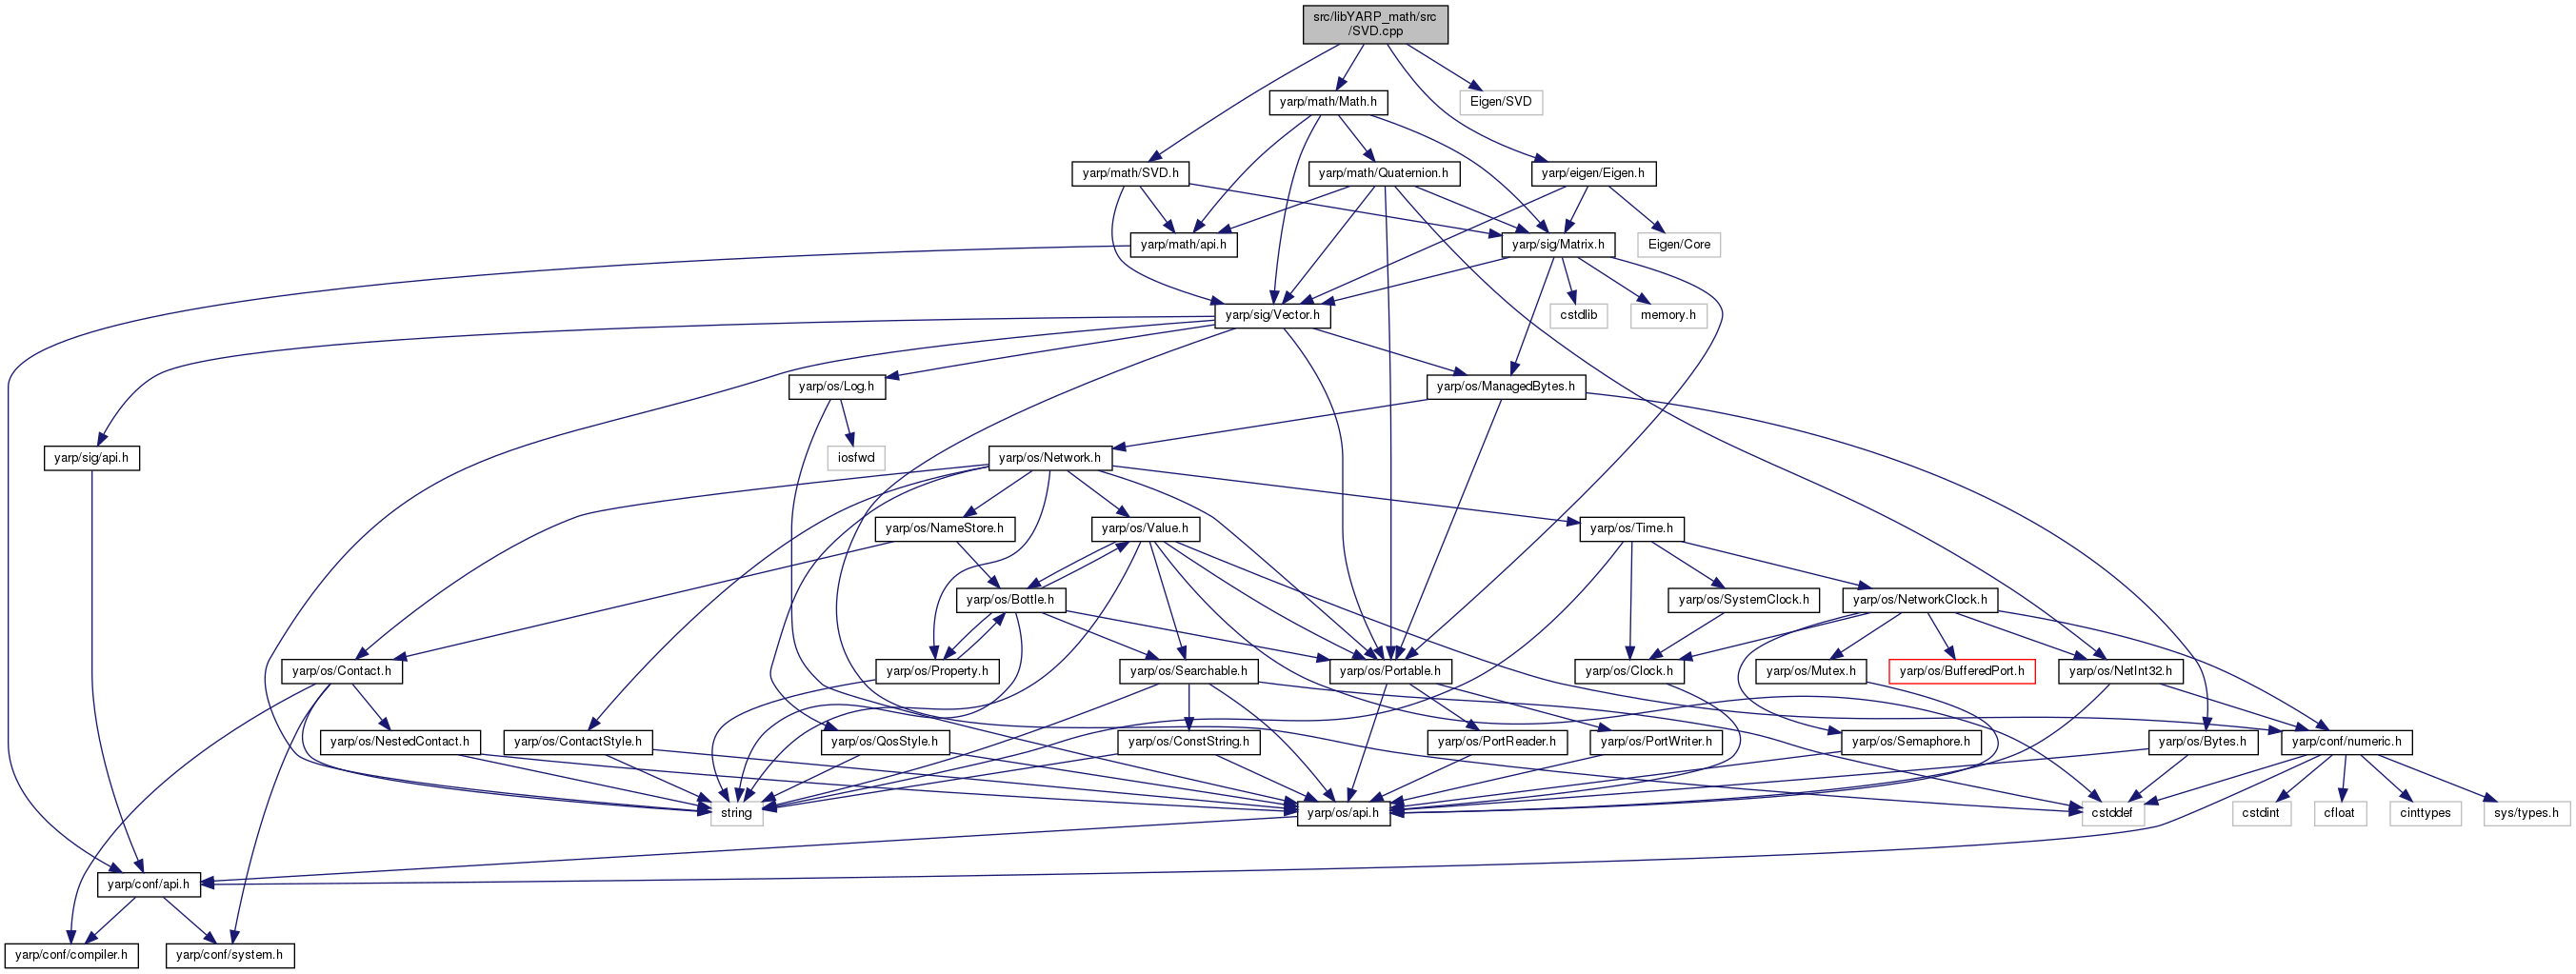 src/libYARP_math/src
/SVD.cpp
yarp/math/Math.h
Eigen/SVD
yarp/math/SVD.h
yarp/math/Quaternion.h
yarp/eigen/Eigen.h
yarp/math/api.h
yarp/sig/Matrix.h
Eigen/Core
yarp/sig/Vector.h
cstdlib
memory.h
yarp/os/Log.h
yarp/os/ManagedBytes.h
yarp/sig/api.h
iosfwd
yarp/os/Network.h
yarp/os/NameStore.h
yarp/os/Value.h
yarp/os/Time.h
yarp/os/Bottle.h
yarp/os/SystemClock.h
yarp/os/NetworkClock.h
yarp/os/Contact.h
yarp/os/Property.h
yarp/os/Searchable.h
yarp/os/Portable.h
yarp/os/Clock.h
yarp/os/Mutex.h
yarp/os/BufferedPort.h
yarp/os/NetInt32.h
yarp/os/NestedContact.h
yarp/os/ContactStyle.h
yarp/os/QosStyle.h
yarp/os/ConstString.h
yarp/os/PortReader.h
yarp/os/PortWriter.h
yarp/os/Semaphore.h
yarp/os/Bytes.h
yarp/conf/numeric.h
string
yarp/os/api.h
cstddef
cstdint
cfloat
cinttypes
sys/types.h
yarp/conf/api.h
yarp/conf/compiler.h
yarp/conf/system.h